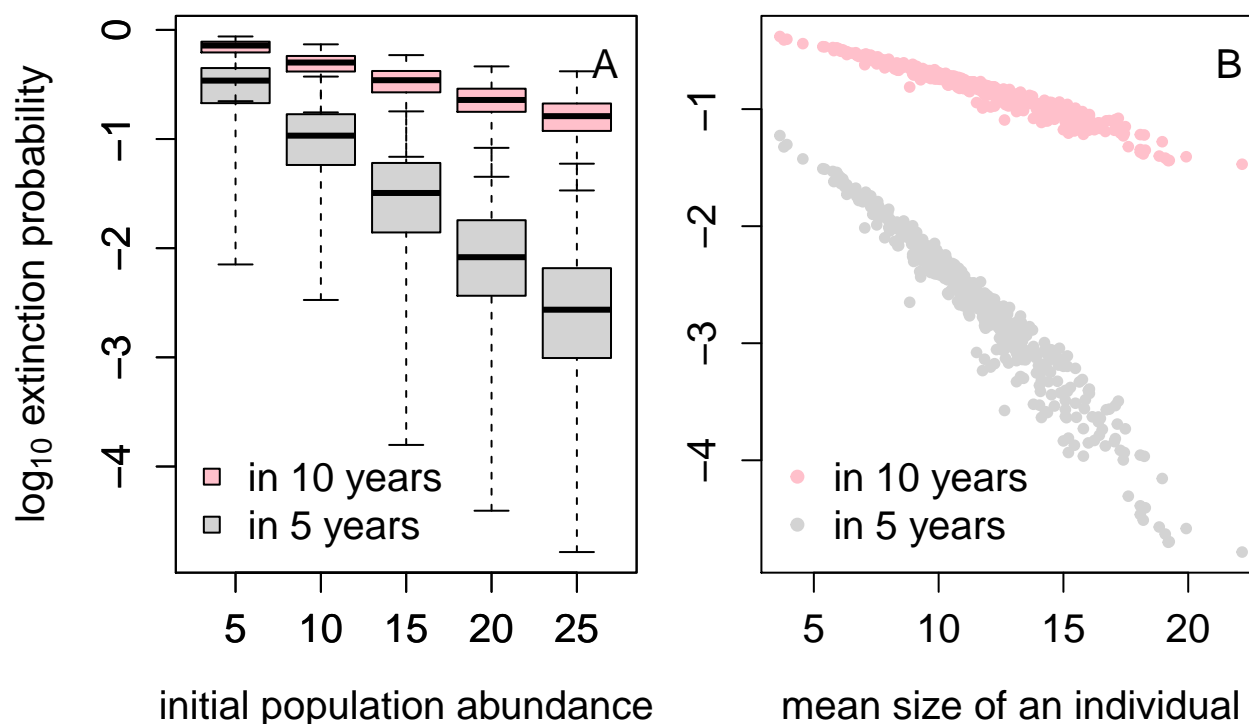 log₁₀ extinction probability
0
−1
−2
−3
−4
A
in 10 years
in 5 years
5 10 15 20 25
initial population abundance
B
−1
−2
−3
−4
in 10 years
in 5 years
5 10 15 20
mean size of an individual